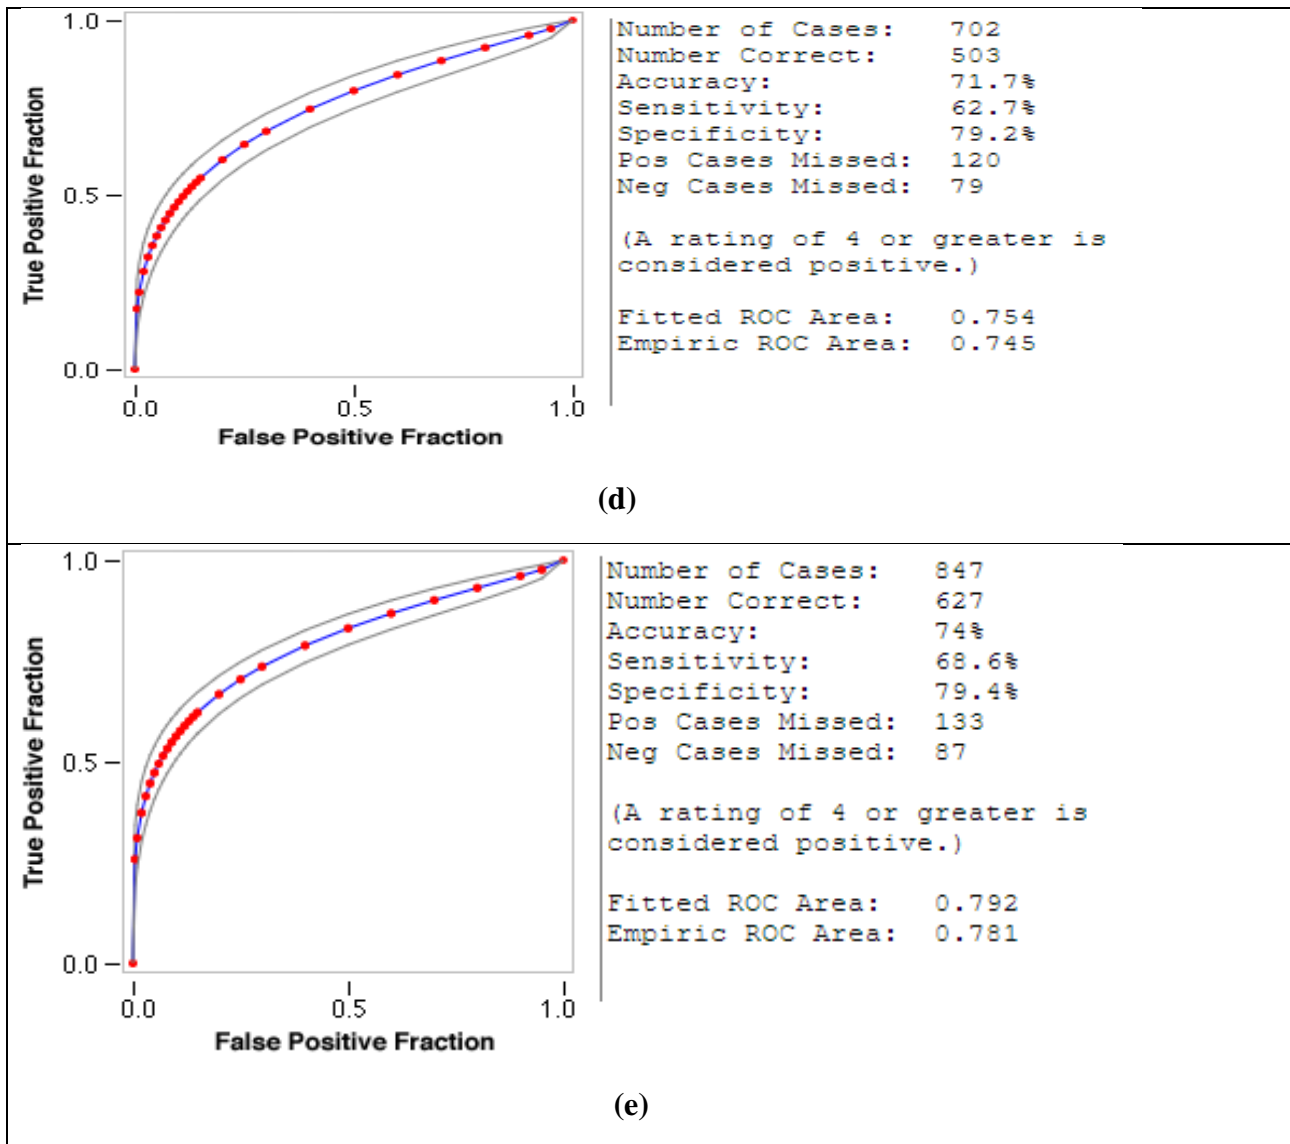 1.0
0.5
0.0
True Positive Fraction
0.0 0.5 1.0
False Positive Fraction
Number of Cases: 702
Number Correct: 503
Accuracy: 71.7%
Sensitivity: 62.7%
Specificity: 79.2%
Pos Cases Missed: 120
Neg Cases Missed: 79
(A rating of 4 or greater is
considered positive.)
Fitted ROC Area: 0.754
Empiric ROC Area: 0.745
(d)
1.0
0.5
0.0
True Positive Fraction
0.0 0.5 1.0
False Positive Fraction
Number of Cases: 847
Number Correct: 627
Accuracy: 74%
Sensitivity: 68.6%
Specificity: 79.4%
Pos Cases Missed: 133
Neg Cases Missed: 87
(A rating of 4 or greater is
considered positive.)
Fitted ROC Area: 0.792
Empiric ROC Area: 0.781
(e)